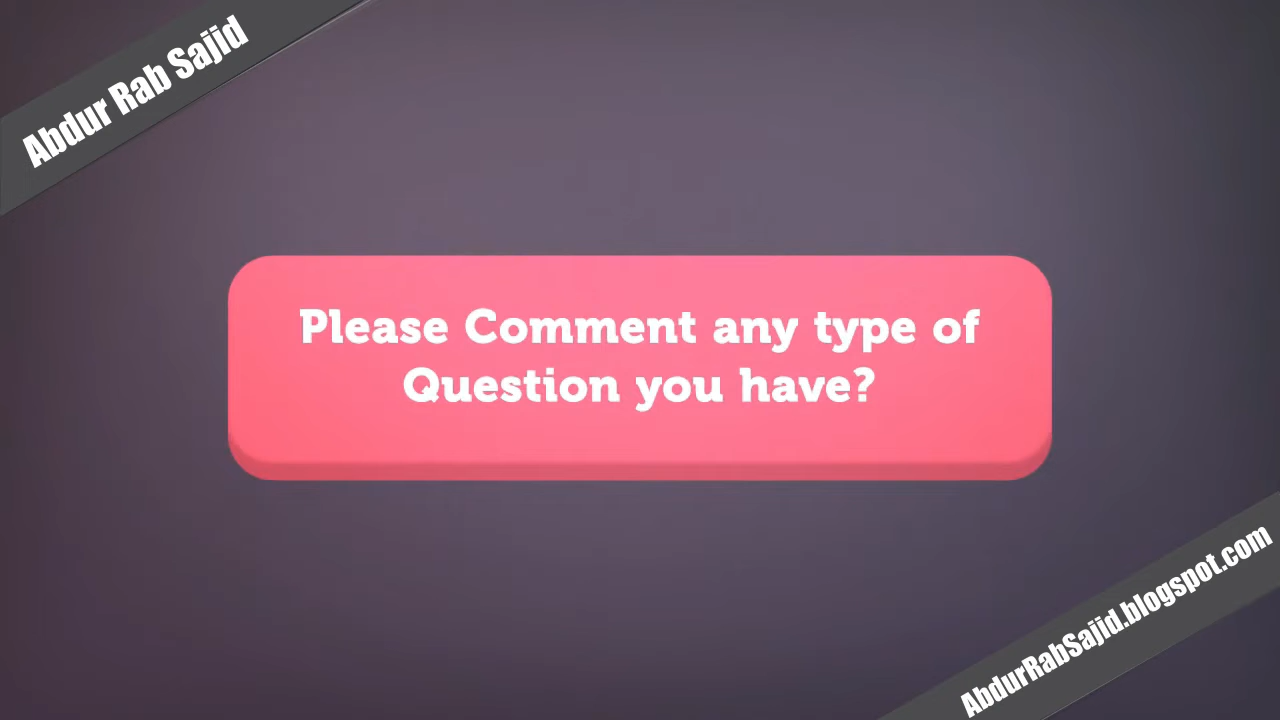 Abdur Rab Sajid
Please Comment any type of
Question you have?
AbdurRabSajid.blogspot.com